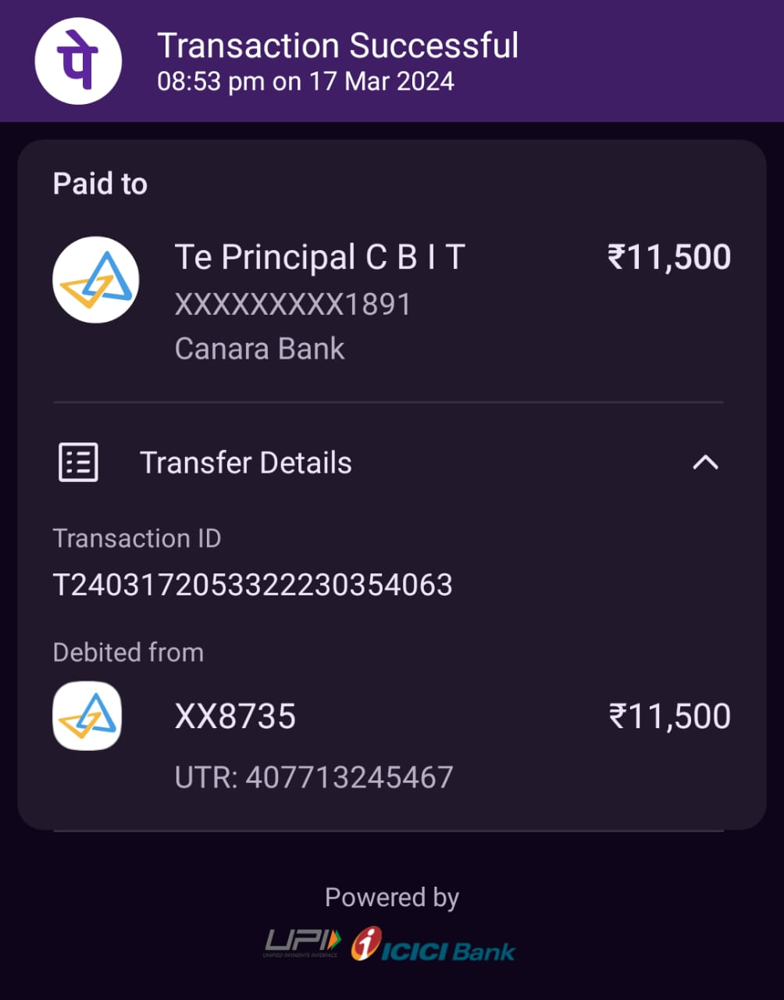 पे
Transaction Successful
08:53 pm on 17 Mar 2024
Paid to
Te Principal C B I T
₹11,500
XXXXXXXXX1891
Canara Bank
Transfer Details
Transaction ID
T2403172053322230354063
Debited from
XX8735
₹11,500
UTR: 407713245467
Powered by
UPI
UNIFIED PAYMENTS INTERFACE
ICICI Bank